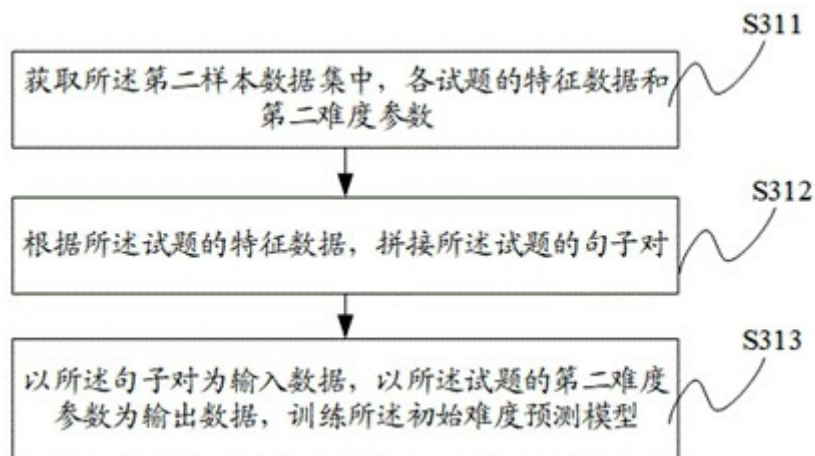 S311
获取所述第二样本数据集中，各试题的特征数据和
第二难度参数
S312
根据所述试题的特征数据，拼接所述试题的句子对
S313
以所述句子对为输入数据，以所述试题的第二难度
参数为输出数据，训练所述初始难度预测模型